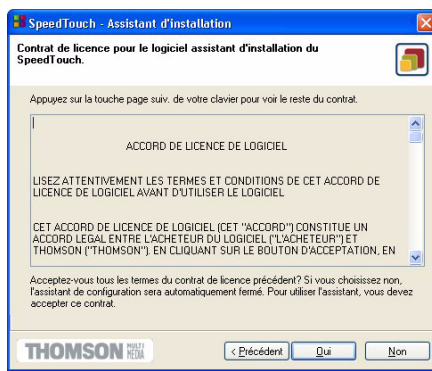 SpeedTouch - Assistant d'installation
Contrat de licence pour le logiciel assistant d'installation du
SpeedTouch.
Appuyez sur la touche page suiv. de votre clavier pour voir le reste du contrat.
ACCORD DE LICENCE DE LOGICIEL
LISEZ ATTENTIVEMENT LES TERMES ET CONDITIONS DE CET ACCORD DE
LICENCE DE LOGICIEL AVANT D'UTILISER LE LOGICIEL
CET ACCORD DE LICENCE DE LOGICIEL (CET "ACCORD") CONSTITUE UN
ACCORD LEGAL ENTRE L'ACHETEUR DU LOGICIEL ("L'ACHETEUR") ET
THOMSON ("THOMSON"). EN CLIQUANT SUR LE BOUTON D'ACCEPTATION, EN
Acceptez-vous tous les termes du contrat de licence précédent? Si vous choisissez non,
l'assistant de configuration sera automatiquement fermé. Pour utiliser l'assistant, vous devez
accepter ce contrat.
THOMSON MULTI MEDIA
< Précédent Oui Non